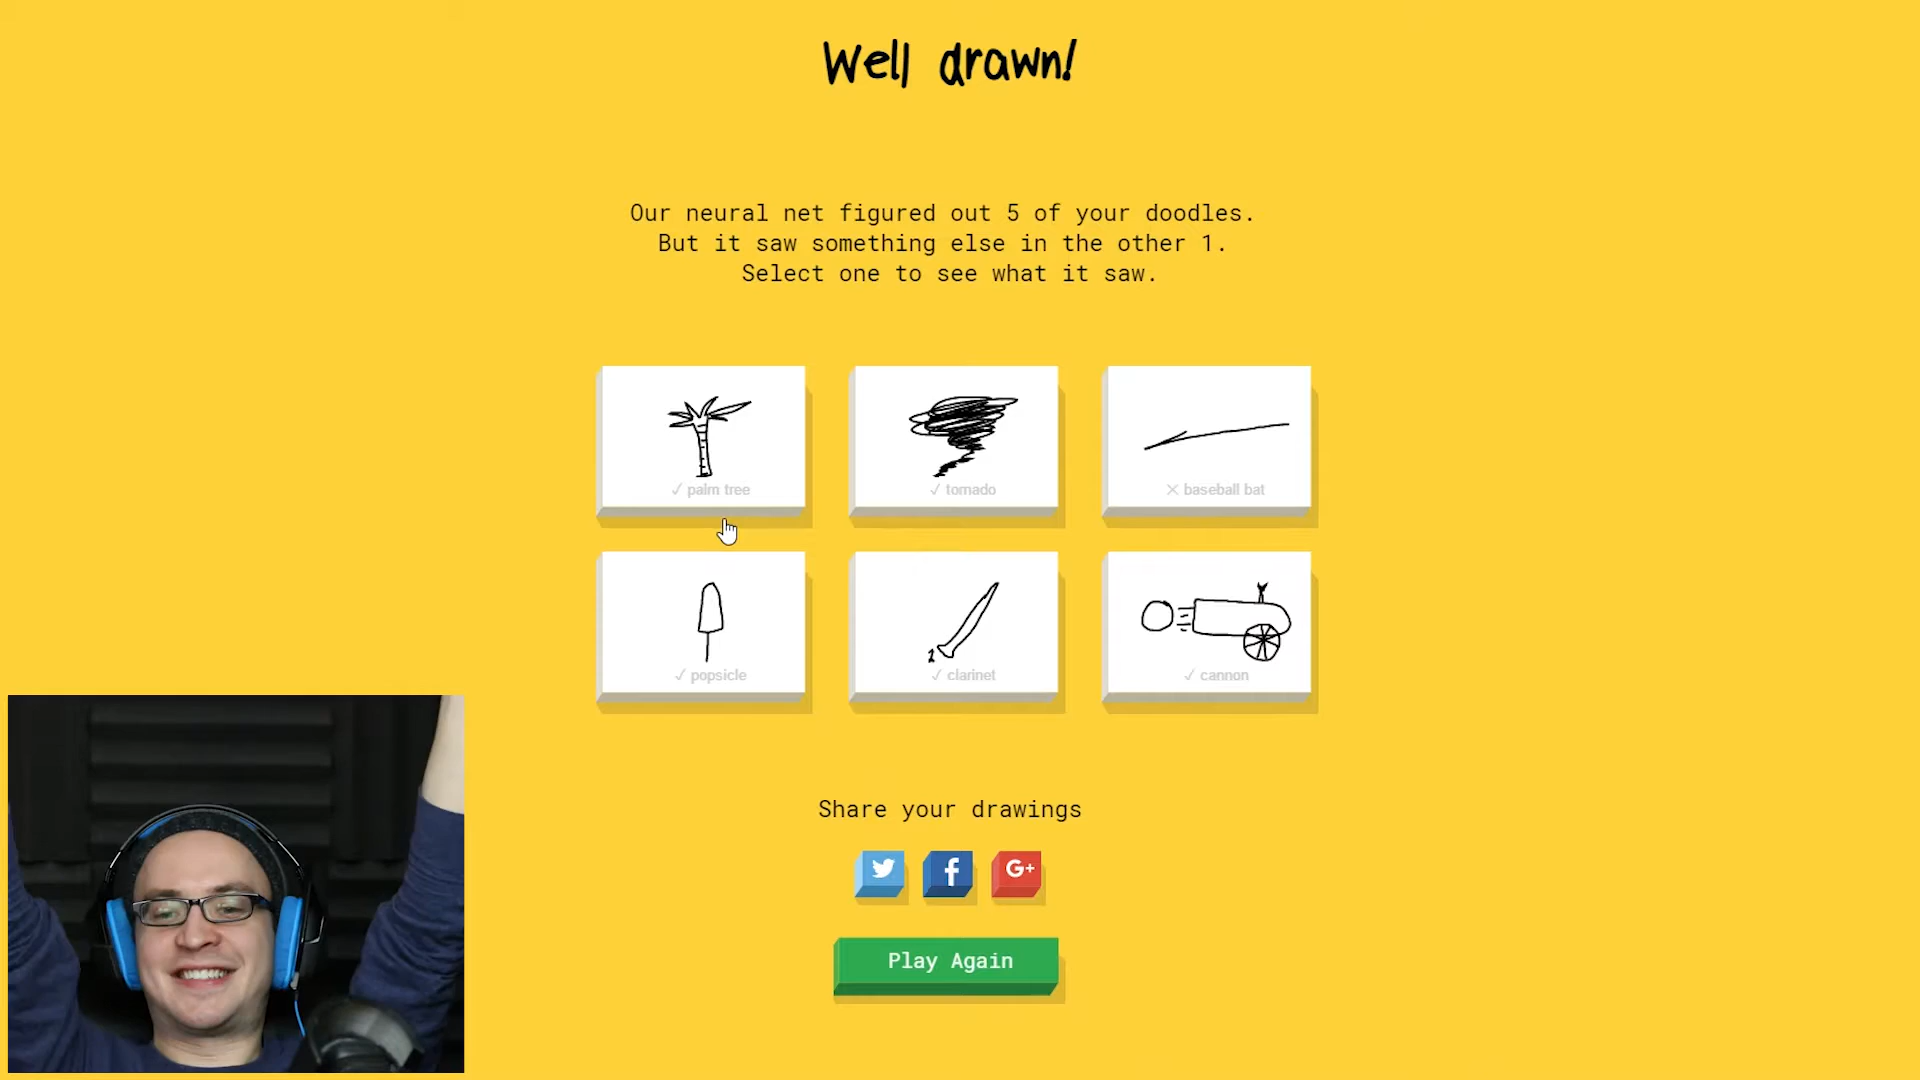 Well drawn!
Our neural net figured out 5 of your doodles.
But it saw something else in the other 1.
Select one to see what it saw.
✓ palm tree
✓ tornado
✕ baseball bat
✓ popsicle
✓ clarinet
✓ cannon
Share your drawings
G+
Play Again